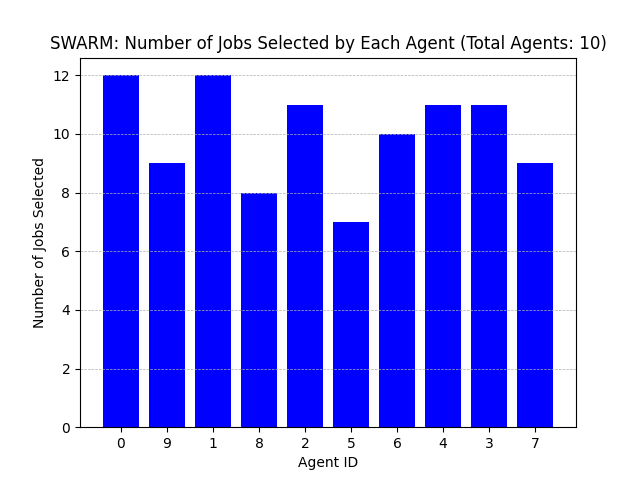 SWARM: Number of Jobs Selected by Each Agent (Total Agents: 10)
12
10
8
6
4
2
0
Number of Jobs Selected
0 9 1 8 2 5 6 4 3 7
Agent ID